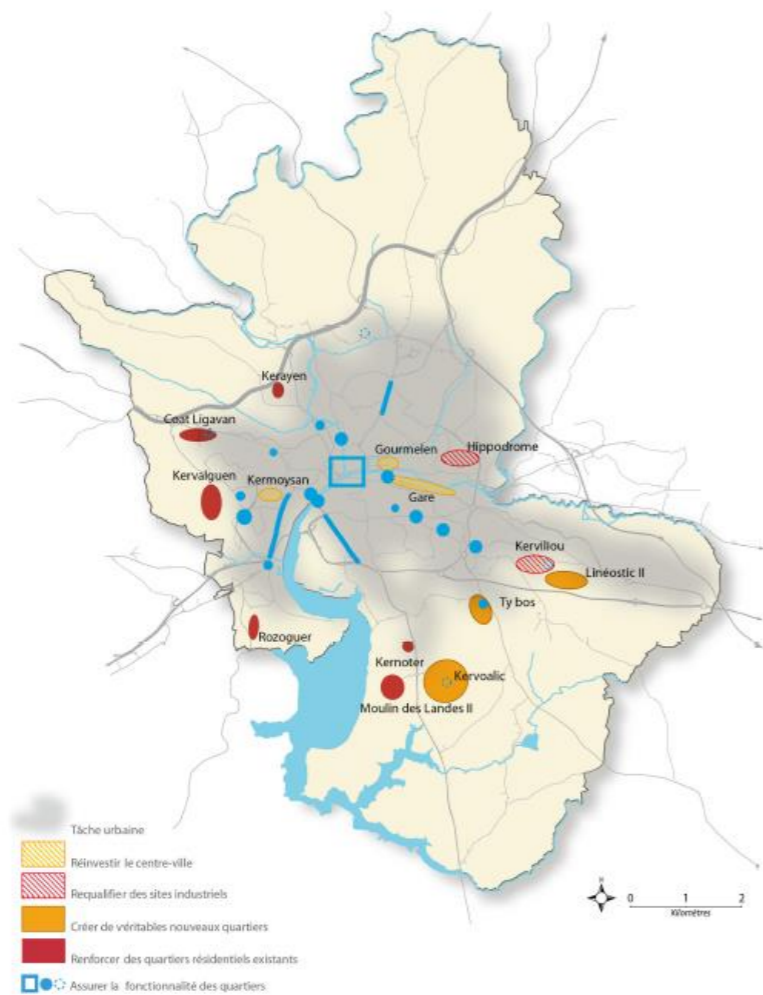 Kerayen
Coat Ligavan
Gourmelen
Hippodrome
Kervalguen
Kermoysan
Gare
Kerviliou
Linéostic II
Ty bos
Rozoguer
Kernoter
Kervoalic
Moulin des Landes II
Tâche urbaine
Réinvestir le centre-ville
Requalifier des sites industriels
Créer de véritables nouveaux quartiers
Renforcer des quartiers résidentiels existants
Assurer la fonctionnalité des quartiers
N
0 1 2
Kilomètres